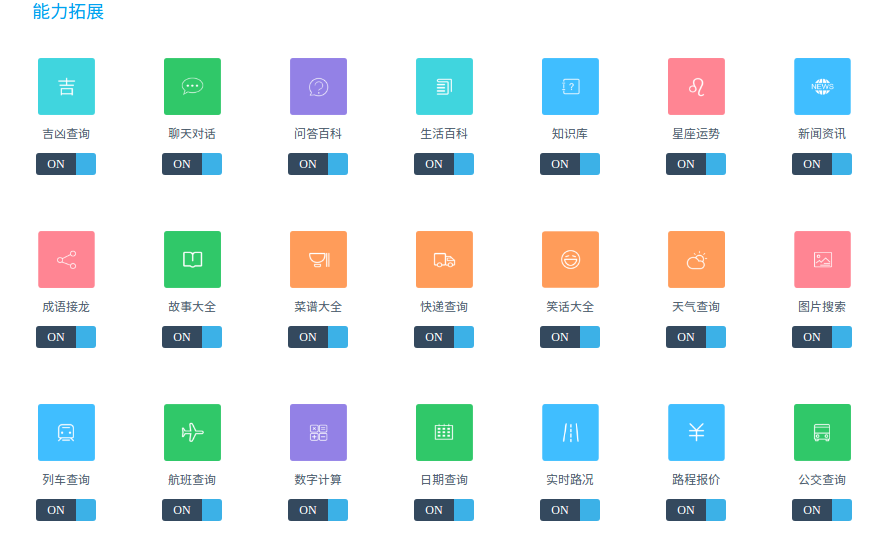 能力拓展
吉 NEWS
吉凶查询 聊天对话 问答百科 生活百科 知识库 星座运势 新闻资讯
ON ON ON ON ON ON ON
成语接龙 故事大全 菜谱大全 快递查询 笑话大全 天气查询 图片搜索
ON ON ON ON ON ON ON
列车查询 航班查询 数字计算 日期查询 实时路况 路程报价 公交查询
ON ON ON ON ON ON ON